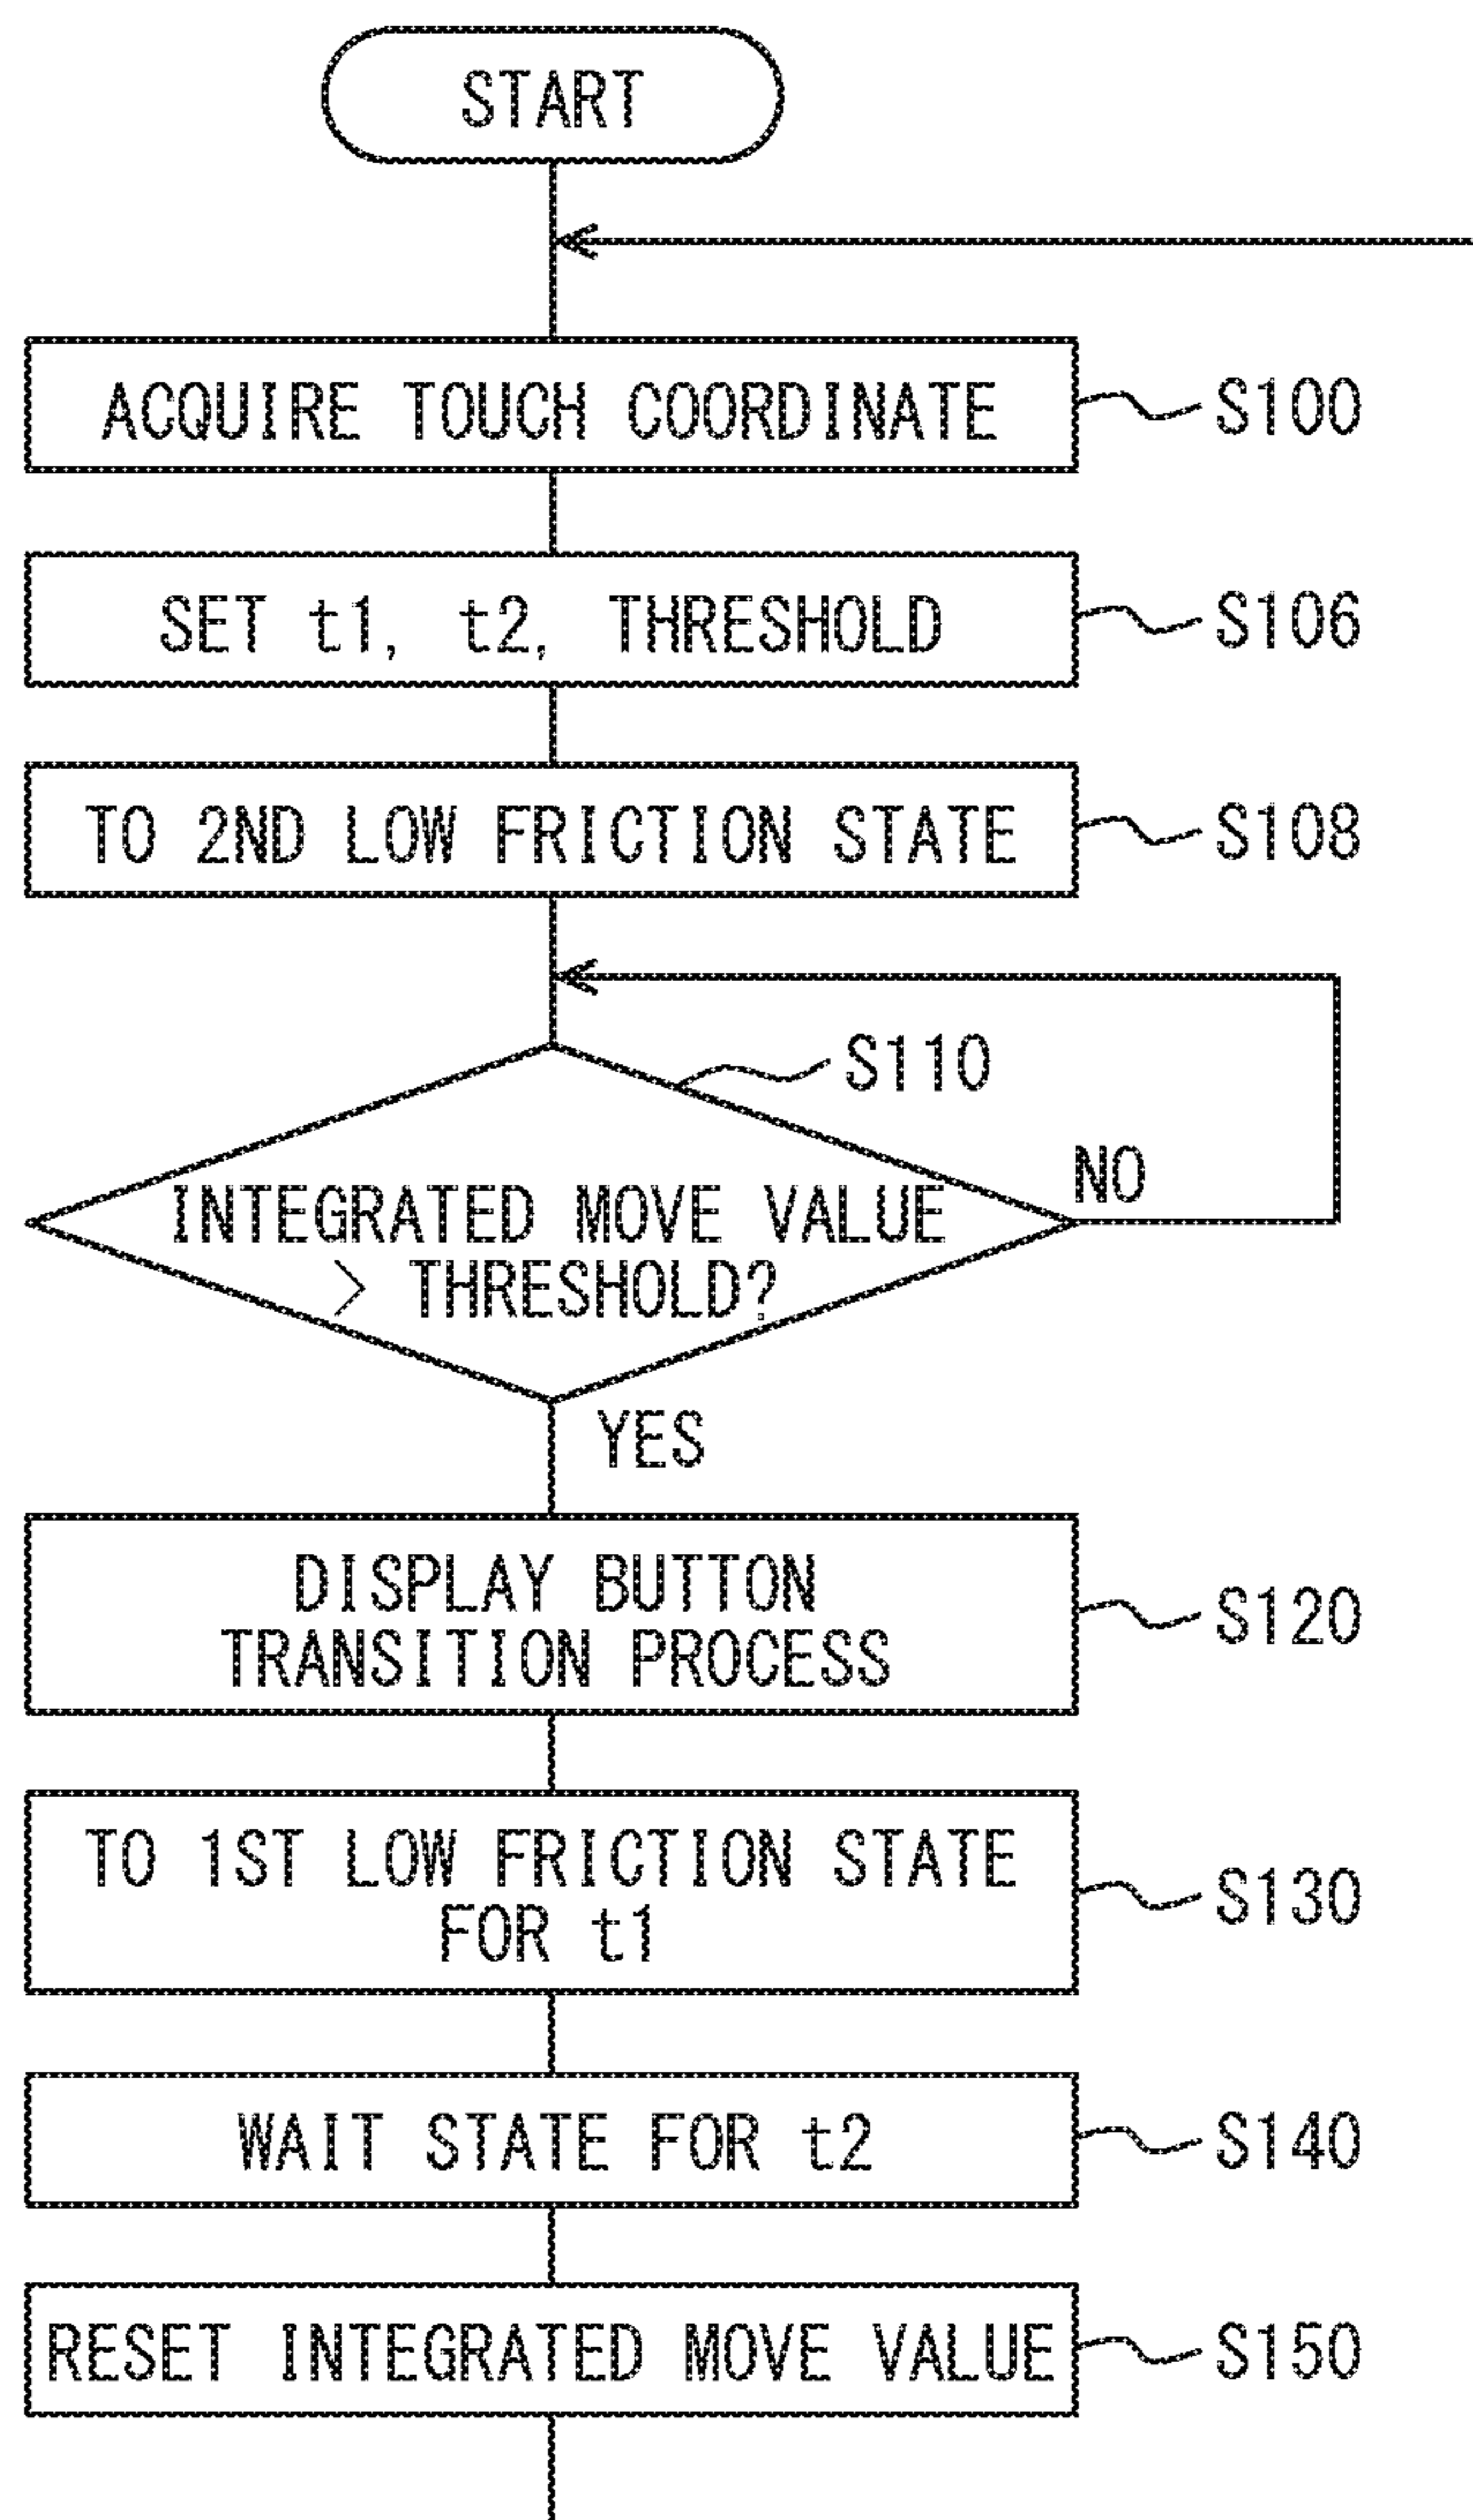 START
ACQUIRE TOUCH COORDINATE
S100
SET t1, t2, THRESHOLD
S106
TO 2ND LOW FRICTION STATE
S108
S110
NO
INTEGRATED MOVE VALUE
> THRESHOLD?
YES
DISPLAY BUTTON
TRANSITION PROCESS
S120
TO 1ST LOW FRICTION STATE
FOR t1
S130
WAIT STATE FOR t2
S140
RESET INTEGRATED MOVE VALUE
S150